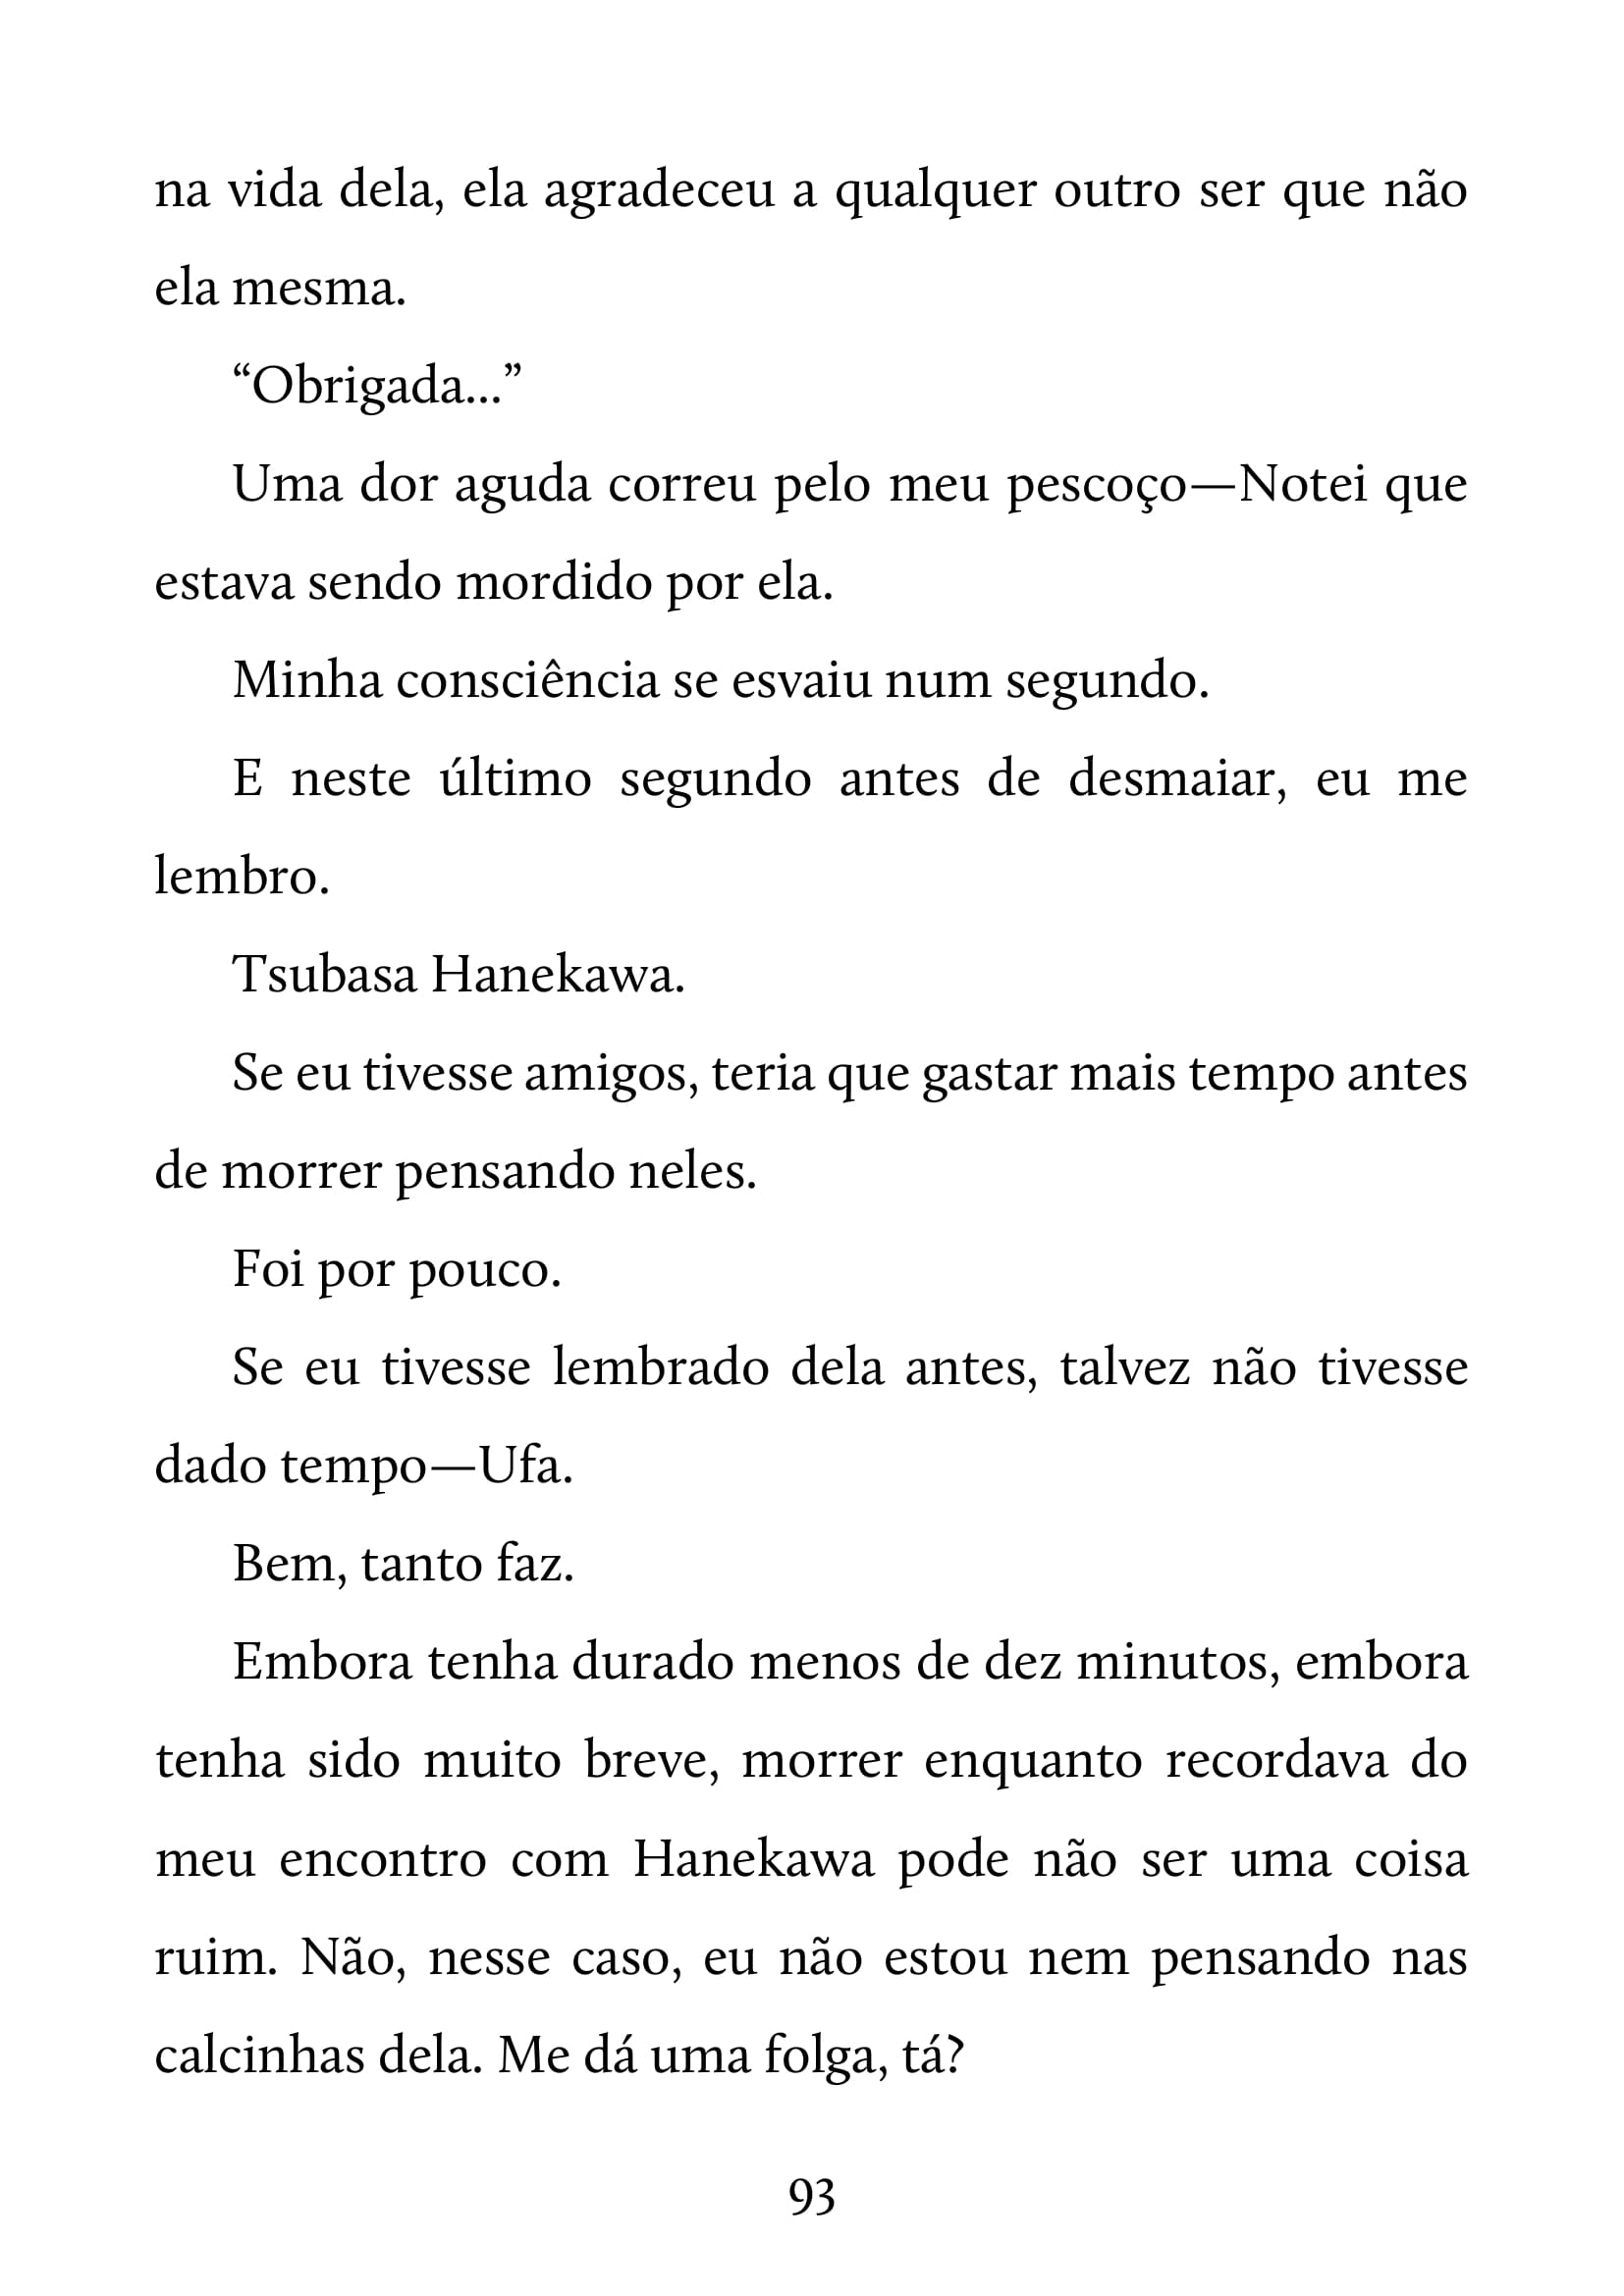 na vida dela, ela agradeceu a qualquer outro ser que não
ela mesma.
“Obrigada...”
Uma dor aguda correu pelo meu pescoço—Notei que
estava sendo mordido por ela.
Minha consciência se esvaiu num segundo.
E neste último segundo antes de desmaiar, eu me
lembro.
Tsubasa Hanekawa.
Se eu tivesse amigos, teria que gastar mais tempo antes
de morrer pensando neles.
Foi por pouco.
Se eu tivesse lembrado dela antes, talvez não tivesse
dado tempo—Ufa.
Bem, tanto faz.
Embora tenha durado menos de dez minutos, embora
tenha sido muito breve, morrer enquanto recordava do
meu encontro com Hanekawa pode não ser uma coisa
ruim. Não, nesse caso, eu não estou nem pensando nas
calcinhas dela. Me dá uma folga, tá?
93